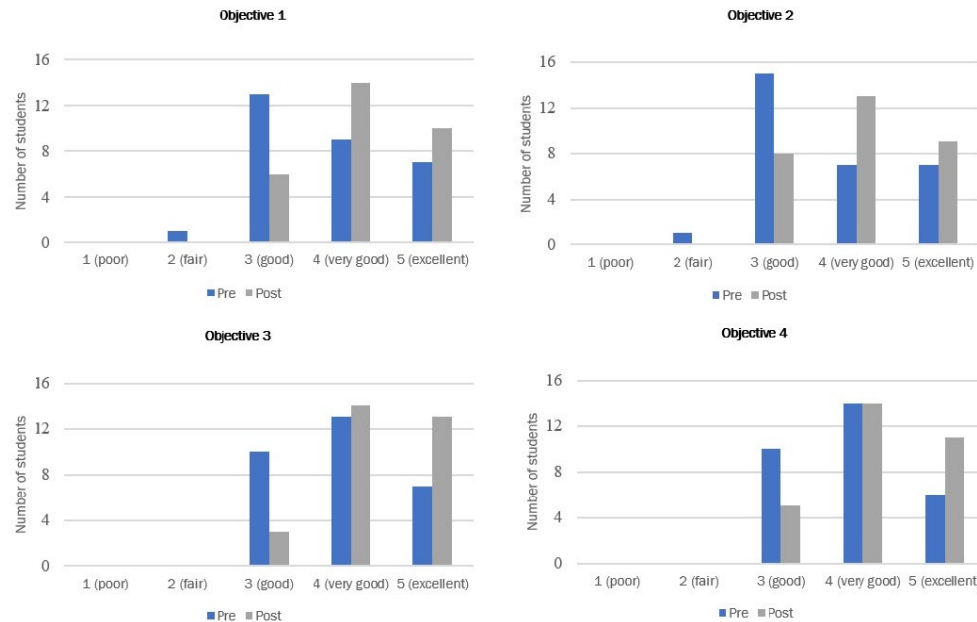 Objective 1
Number of students
16
12
8
4
0
1 (poor) 2 (fair) 3 (good) 4 (very good) 5 (excellent)
Pre Post
Objective 2
Number of students
16
12
8
4
0
1 (poor) 2 (fair) 3 (good) 4 (very good) 5 (excellent)
Pre Post
Objective 3
Number of students
16
12
8
4
0
1 (poor) 2 (fair) 3 (good) 4 (very good) 5 (excellent)
Pre Post
Objective 4
Number of students
16
12
8
4
0
1 (poor) 2 (fair) 3 (good) 4 (very good) 5 (excellent)
Pre Post